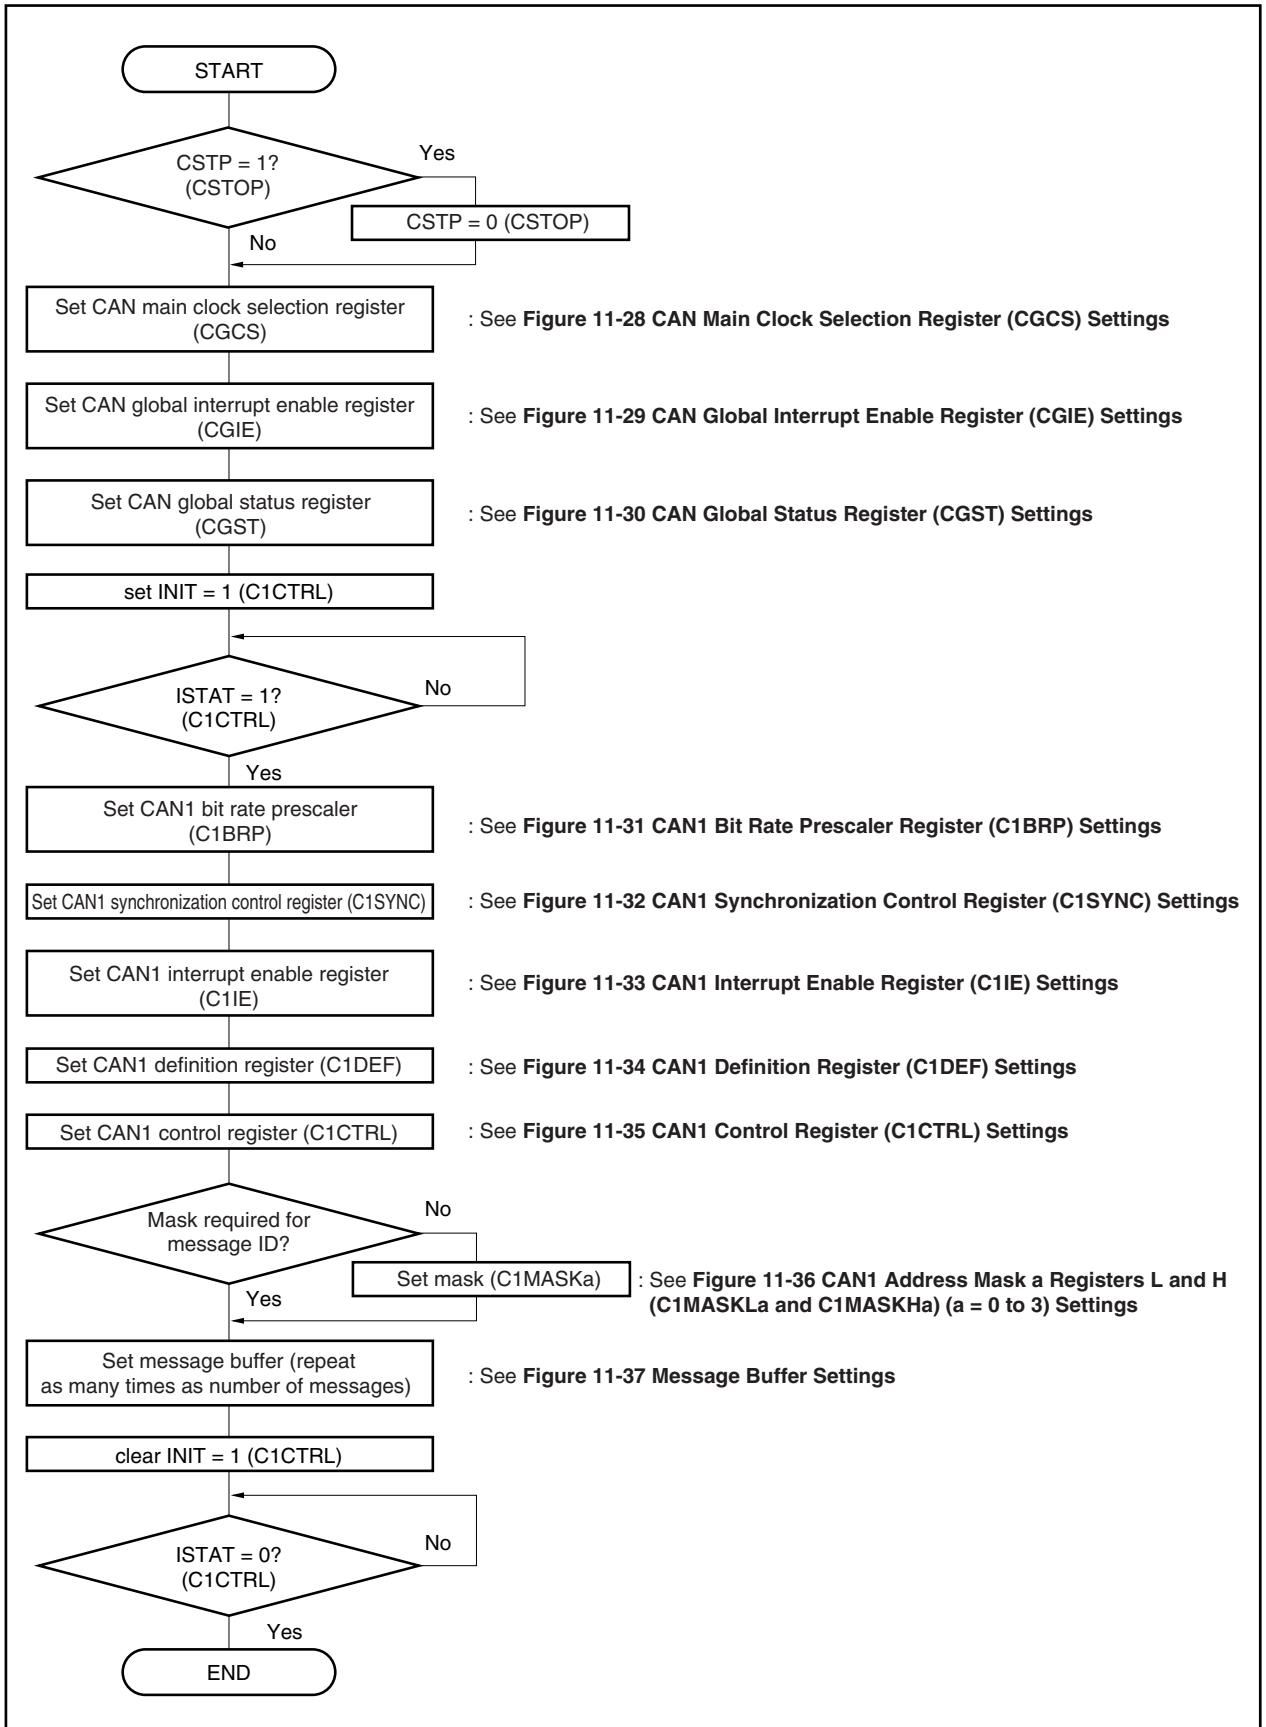 START
CSTP = 1?
(CSTOP)
Yes
CSTP = 0 (CSTOP)
No
Set CAN main clock selection register
(CGCS)
: See Figure 11-28 CAN Main Clock Selection Register (CGCS) Settings
Set CAN global interrupt enable register
(CGIE)
: See Figure 11-29 CAN Global Interrupt Enable Register (CGIE) Settings
Set CAN global status register
(CGST)
: See Figure 11-30 CAN Global Status Register (CGST) Settings
set INIT = 1 (C1CTRL)
ISTAT = 1?
(C1CTRL)
No
Yes
Set CAN1 bit rate prescaler
(C1BRP)
: See Figure 11-31 CAN1 Bit Rate Prescaler Register (C1BRP) Settings
Set CAN1 synchronization control register (C1SYNC)
: See Figure 11-32 CAN1 Synchronization Control Register (C1SYNC) Settings
Set CAN1 interrupt enable register
(C1IE)
: See Figure 11-33 CAN1 Interrupt Enable Register (C1IE) Settings
Set CAN1 definition register (C1DEF)
: See Figure 11-34 CAN1 Definition Register (C1DEF) Settings
Set CAN1 control register (C1CTRL)
: See Figure 11-35 CAN1 Control Register (C1CTRL) Settings
Mask required for
message ID?
No
Set mask (C1MASKa)
: See Figure 11-36 CAN1 Address Mask a Registers L and H
(C1MASKLa and C1MASKHa) (a = 0 to 3) Settings
Yes
Set message buffer (repeat
as many times as number of messages)
: See Figure 11-37 Message Buffer Settings
clear INIT = 1 (C1CTRL)
ISTAT = 0?
(C1CTRL)
No
Yes
END